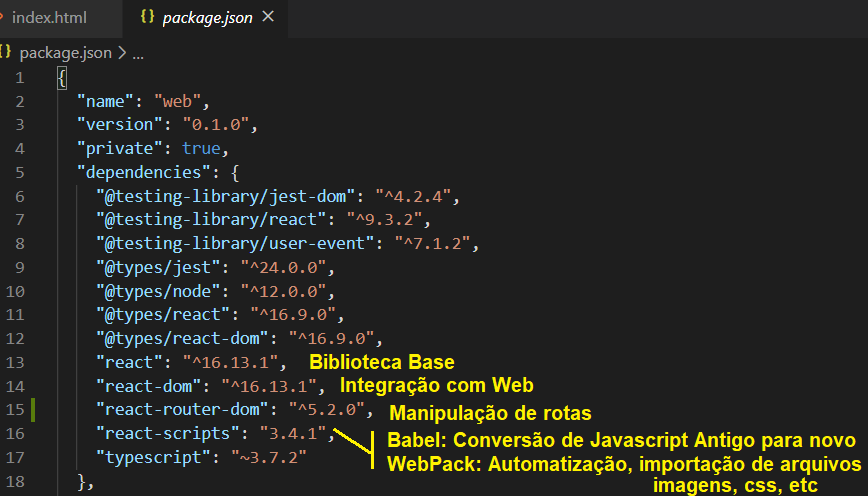 index.html {} package.json ×
{} package.json > ...
1 {
2 "name": "web",
3 "version": "0.1.0",
4 "private": true,
5 "dependencies": {
6 "@testing-library/jest-dom": "^4.2.4",
7 "@testing-library/react": "^9.3.2",
8 "@testing-library/user-event": "^7.1.2",
9 "@types/jest": "^24.0.0",
10 "@types/node": "^12.0.0",
11 "@types/react": "^16.9.0",
12 "@types/react-dom": "^16.9.0",
13 "react": "^16.13.1", Biblioteca Base
14 "react-dom": "^16.13.1", Integração com Web
15 "react-router-dom": "^5.2.0", Manipulação de rotas
16 "react-scripts": "3.4.1", Babel: Conversão de Javascript Antigo para novo
17 "typescript": "~3.7.2" WebPack: Automatização, importação de arquivos
18 }, imagens, css, etc